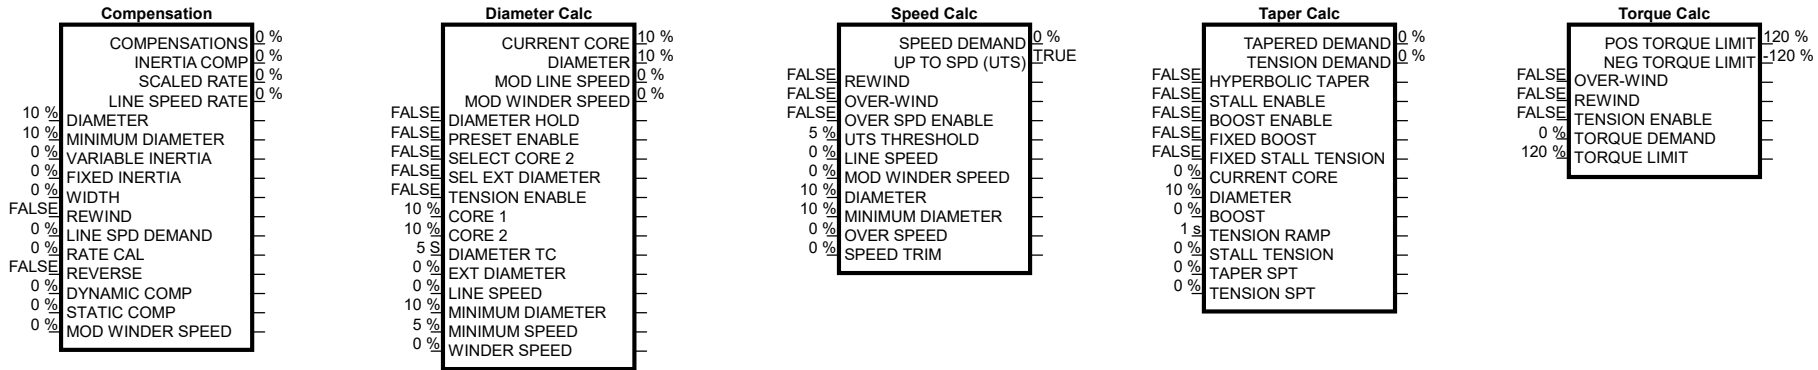 Compensation
COMPENSATIONS 0 %
INERTIA COMP 0 %
SCALED RATE 0 %
LINE SPEED RATE 0 %
10 % DIAMETER
10 % MINIMUM DIAMETER
0 % VARIABLE INERTIA
0 % FIXED INERTIA
0 % WIDTH
FALSE REWIND
0 % LINE SPD DEMAND
0 % RATE CAL
FALSE REVERSE
0 % DYNAMIC COMP
0 % STATIC COMP
0 % MOD WINDER SPEED
Diameter Calc
CURRENT CORE 10 %
DIAMETER 10 %
MOD LINE SPEED 0 %
MOD WINDER SPEED 0 %
FALSE DIAMETER HOLD
FALSE PRESET ENABLE
FALSE SELECT CORE 2
FALSE SEL EXT DIAMETER
FALSE TENSION ENABLE
10 % CORE 1
10 % CORE 2
5 S DIAMETER TC
0 % EXT DIAMETER
0 % LINE SPEED
10 % MINIMUM DIAMETER
5 % MINIMUM SPEED
0 % WINDER SPEED
Speed Calc
SPEED DEMAND 0 %
UP TO SPD (UTS) TRUE
FALSE REWIND
FALSE OVER-WIND
FALSE OVER SPD ENABLE
5 % UTS THRESHOLD
0 % LINE SPEED
0 % MOD WINDER SPEED
10 % DIAMETER
10 % MINIMUM DIAMETER
0 % OVER SPEED
0 % SPEED TRIM
Taper Calc
TAPERED DEMAND 0 %
TENSION DEMAND 0 %
FALSE HYPERBOLIC TAPER
FALSE STALL ENABLE
FALSE BOOST ENABLE
FALSE FIXED BOOST
FALSE FIXED STALL TENSION
0 % CURRENT CORE
10 % DIAMETER
0 % BOOST
1 s TENSION RAMP
0 % STALL TENSION
0 % TAPER SPT
0 % TENSION SPT
Torque Calc
POS TORQUE LIMIT 120 %
NEG TORQUE LIMIT -120 %
FALSE OVER-WIND
FALSE REWIND
FALSE TENSION ENABLE
0 % TORQUE DEMAND
120 % TORQUE LIMIT